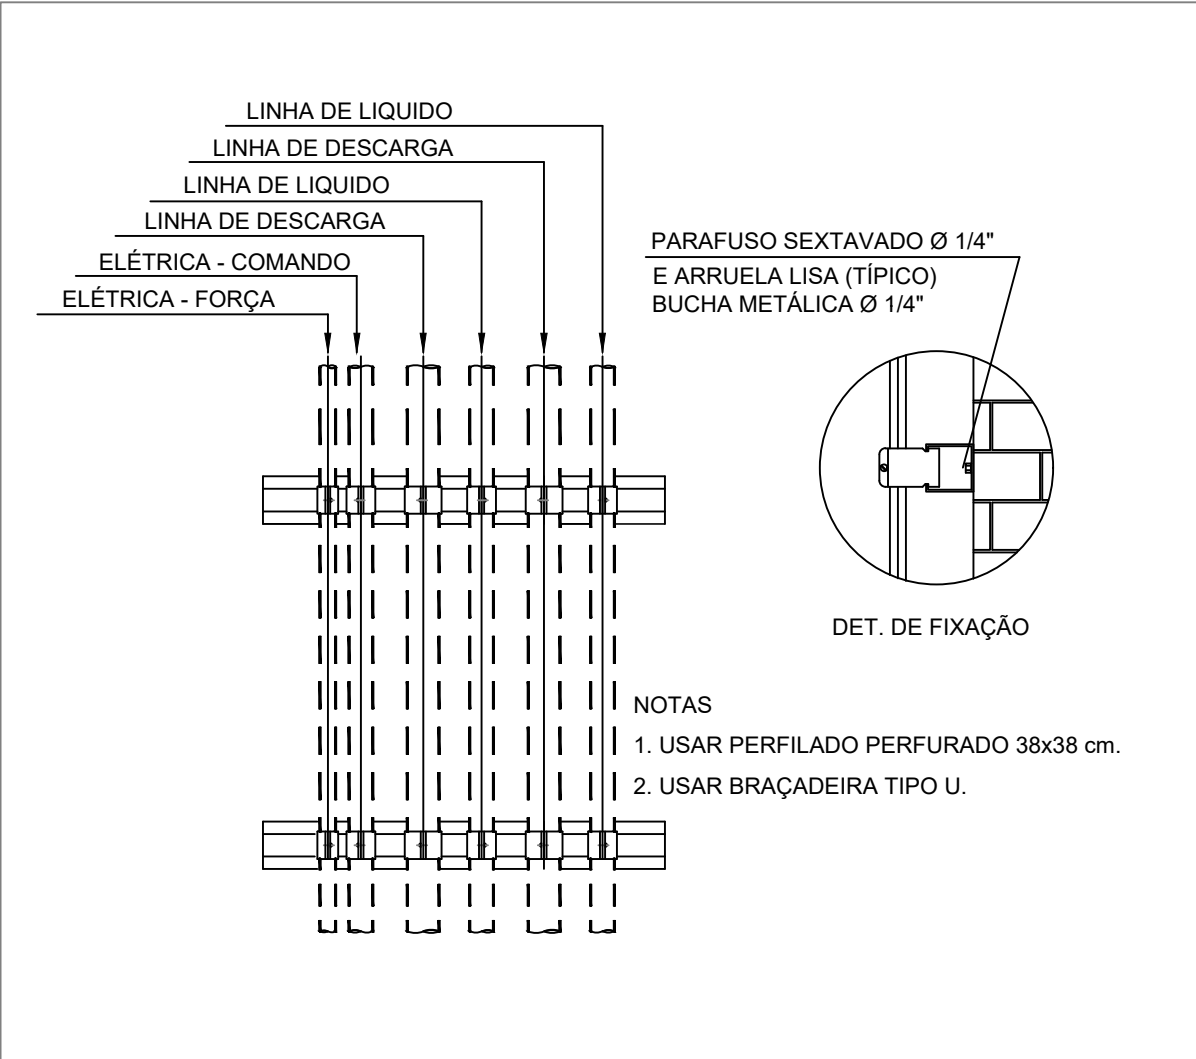 LINHA DE LIQUIDO
LINHA DE DESCARGA
LINHA DE LIQUIDO
LINHA DE DESCARGA
ELÉTRICA - COMANDO
ELÉTRICA - FORÇA
PARAFUSO SEXTAVADO Ø 1/4"
E ARRUELA LISA (TÍPICO)
BUCHA METÁLICA Ø 1/4"
DET. DE FIXAÇÃO
NOTAS
1. USAR PERFILADO PERFURADO 38x38 cm.
2. USAR BRAÇADEIRA TIPO U.